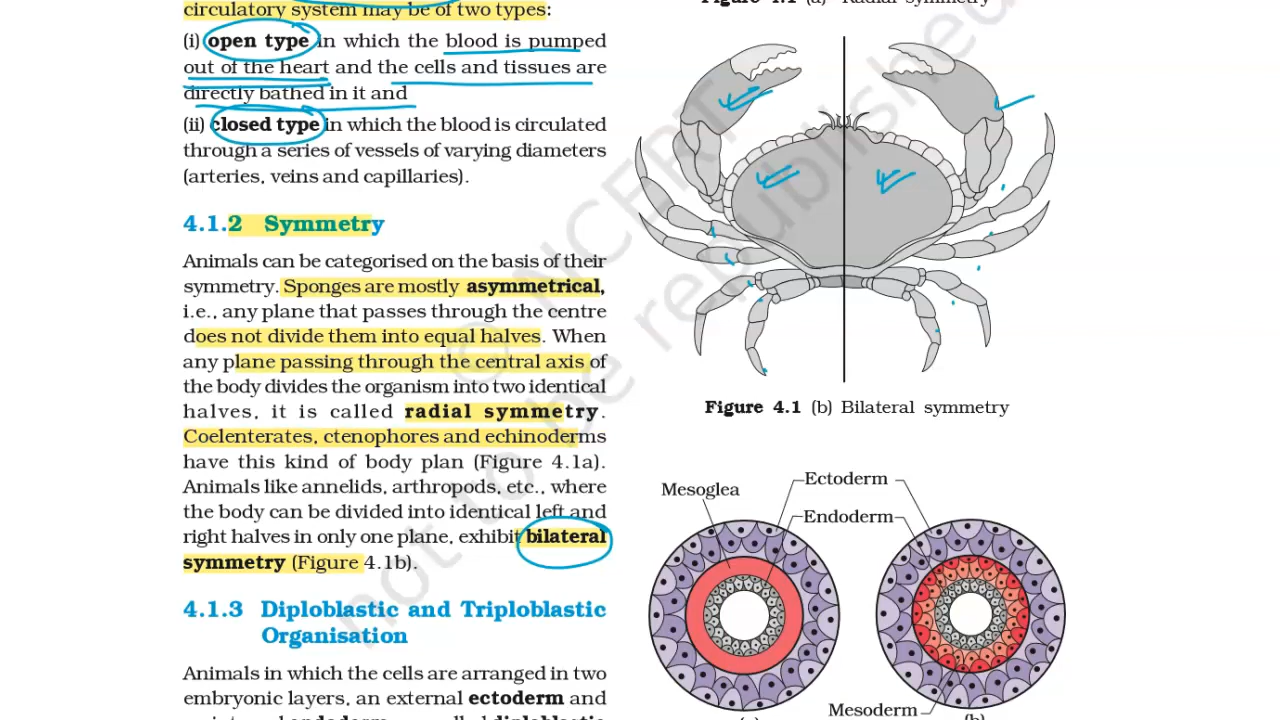 circulatory system may be of two types:
(i) open type in which the blood is pumped
out of the heart and the cells and tissues are
directly bathed in it and
(ii) closed type in which the blood is circulated
through a series of vessels of varying diameters
(arteries, veins and capillaries).
4.1.2 Symmetry
Animals can be categorised on the basis of their
symmetry. Sponges are mostly asymmetrical,
i.e., any plane that passes through the centre
does not divide them into equal halves. When
any plane passing through the central axis of
the body divides the organism into two identical
halves, it is called radial symmetry.
Coelenterates, ctenophores and echinoderms
have this kind of body plan (Figure 4.1a).
Animals like annelids, arthropods, etc., where
the body can be divided into identical left and
right halves in only one plane, exhibit bilateral
symmetry (Figure 4.1b).
4.1.3 Diploblastic and Triploblastic
Organisation
Animals in which the cells are arranged in two
embryonic layers, an external ectoderm and
Figure 4.1 (a) Radial symmetry
Figure 4.1 (b) Bilateral symmetry
Mesoglea
Ectoderm
Endoderm
Mesoderm
© NCERT
not to be republished